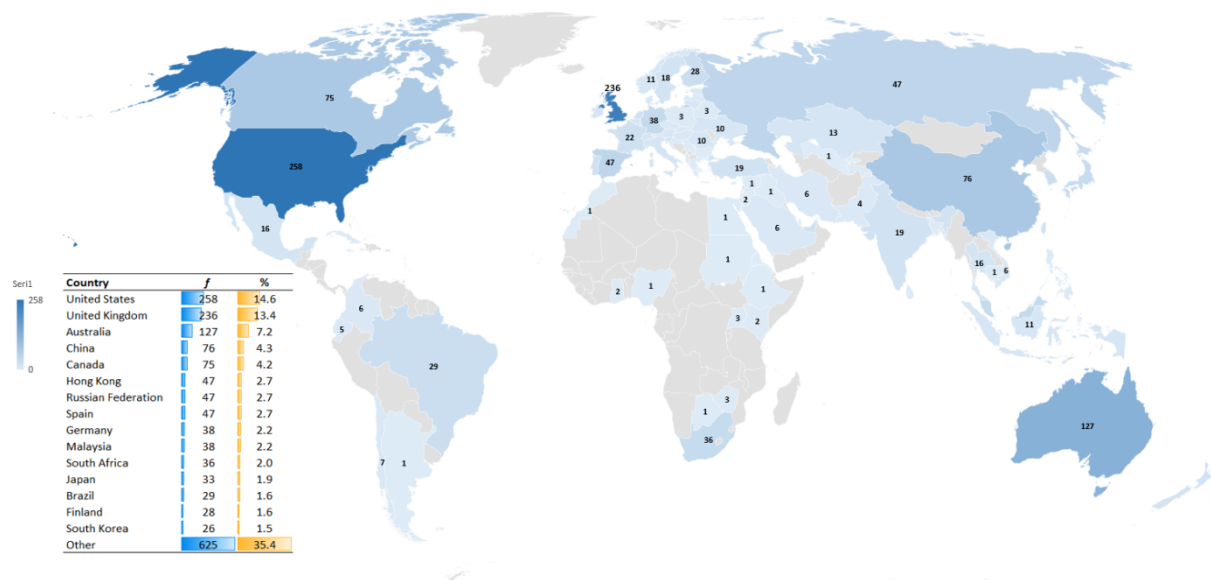 28
11 18
47
236
75
3
38
3
10
13
22
10
1
258
47
19
76
1
1
6
4
2
1
1
6
19
16
1
16
1 6
2
1
1
3
2
11
6
5
29
3
1
36
127
7 1
Seri1
258
0
Country f %
United States 258 14.6
United Kingdom 236 13.4
Australia 127 7.2
China 76 4.3
Canada 75 4.2
Hong Kong 47 2.7
Russian Federation 47 2.7
Spain 47 2.7
Germany 38 2.2
Malaysia 38 2.2
South Africa 36 2.0
Japan 33 1.9
Brazil 29 1.6
Finland 28 1.6
South Korea 26 1.5
Other 625 35.4